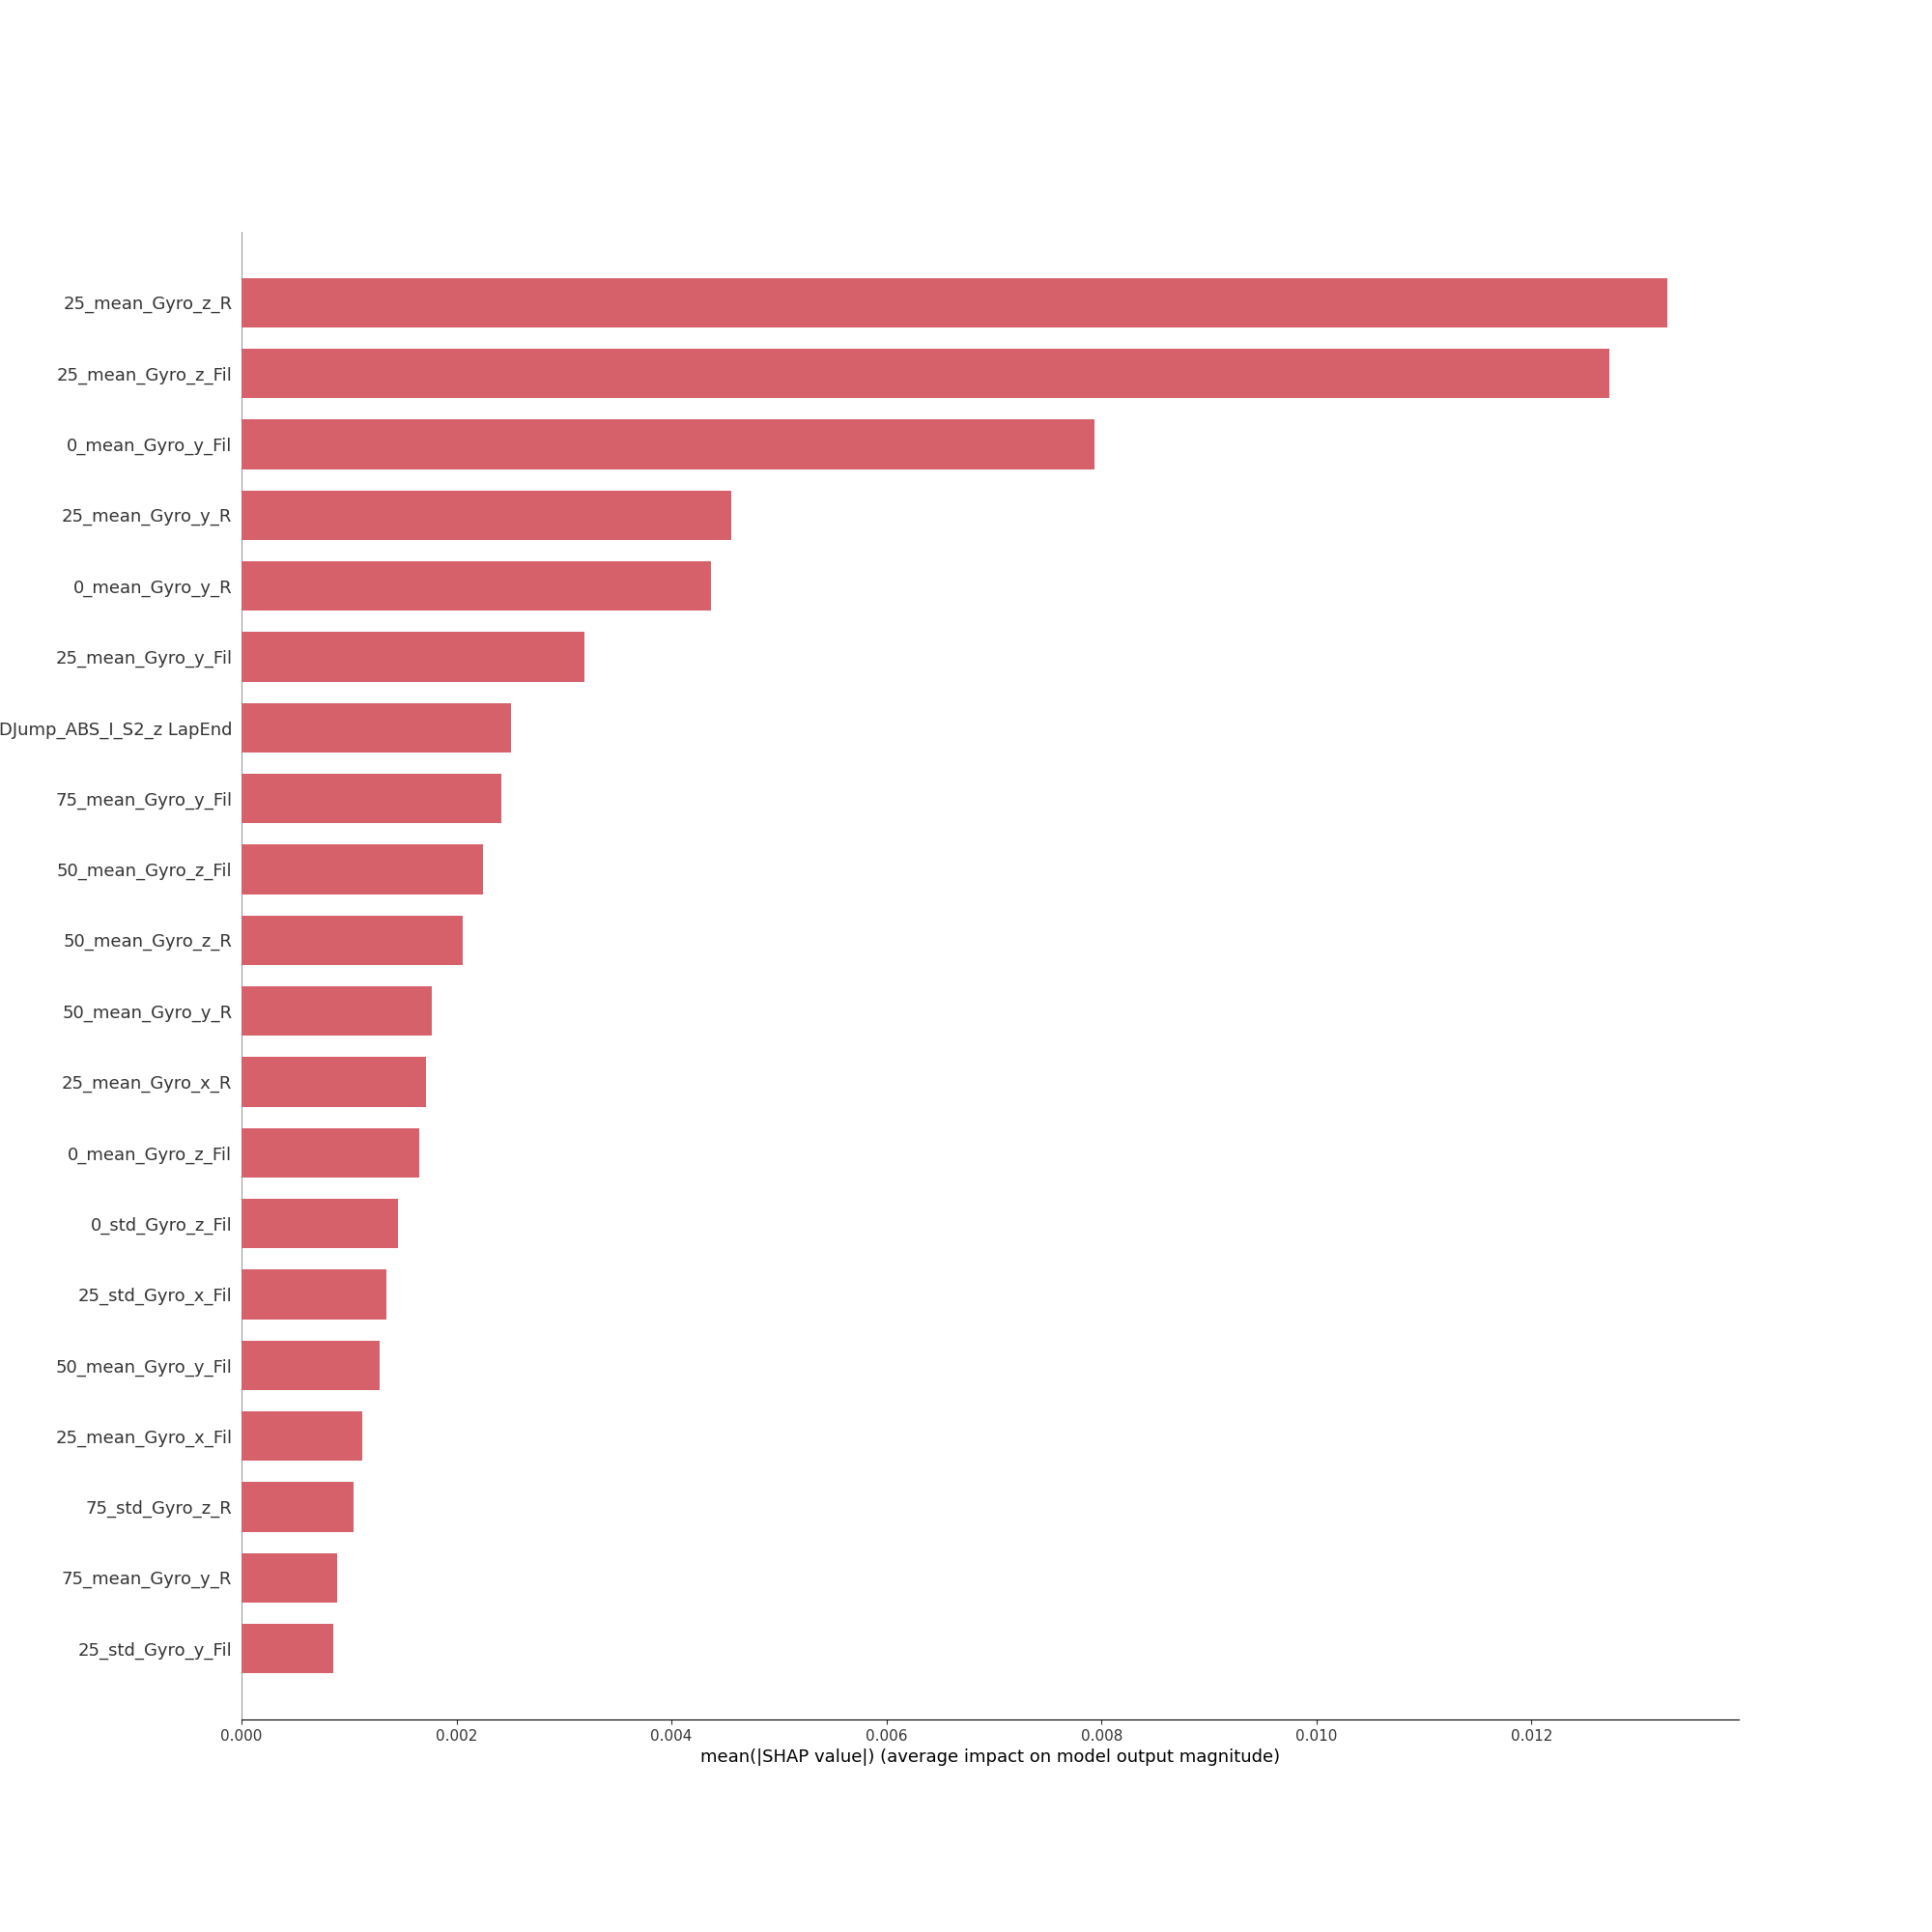 25_mean_Gyro_z_R
25_mean_Gyro_z_Fil
0_mean_Gyro_y_Fil
25_mean_Gyro_y_R
0_mean_Gyro_y_R
25_mean_Gyro_y_Fil
DJump_ABS_I_S2_z LapEnd
75_mean_Gyro_y_Fil
50_mean_Gyro_z_Fil
50_mean_Gyro_z_R
50_mean_Gyro_y_R
25_mean_Gyro_x_R
0_mean_Gyro_z_Fil
0_std_Gyro_z_Fil
25_std_Gyro_x_Fil
50_mean_Gyro_y_Fil
25_mean_Gyro_x_Fil
75_std_Gyro_z_R
75_mean_Gyro_y_R
25_std_Gyro_y_Fil
0.000 0.002 0.004 0.006 0.008 0.010 0.012
mean(|SHAP value|) (average impact on model output magnitude)